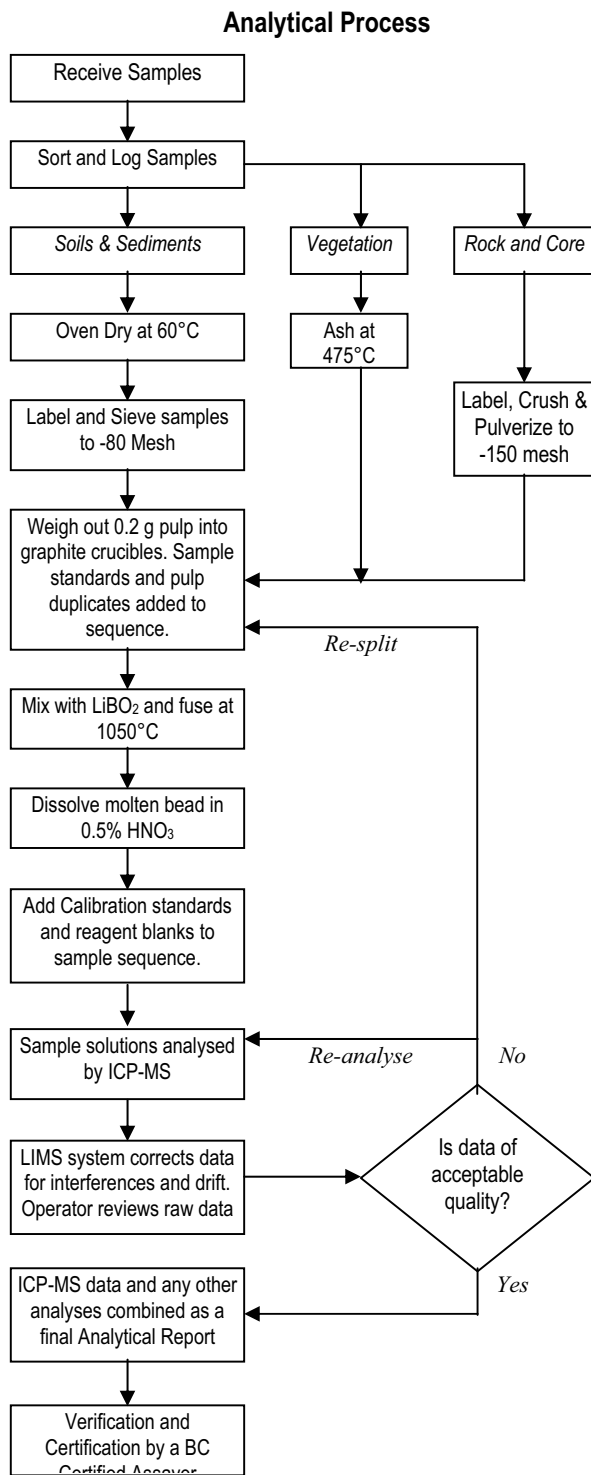 Analytical Process
Receive Samples
Sort and Log Samples
Soils & Sediments
Vegetation
Rock and Core
Oven Dry at 60°C
Ash at
475°C
Label and Sieve samples
to -80 Mesh
Label, Crush &
Pulverize to
-150 mesh
Weigh out 0.2 g pulp into
graphite crucibles. Sample
standards and pulp
duplicates added to
sequence.
Re-split
Mix with LiBO₂ and fuse at
1050°C
Dissolve molten bead in
0.5% HNO₃
Add Calibration standards
and reagent blanks to
sample sequence.
Sample solutions analysed
by ICP-MS
Re-analyse
No
LIMS system corrects data
for interferences and drift.
Operator reviews raw data
Is data of
acceptable
quality?
Yes
ICP-MS data and any other
analyses combined as a
final Analytical Report
Verification and
Certification by a BC
Certified Assayer